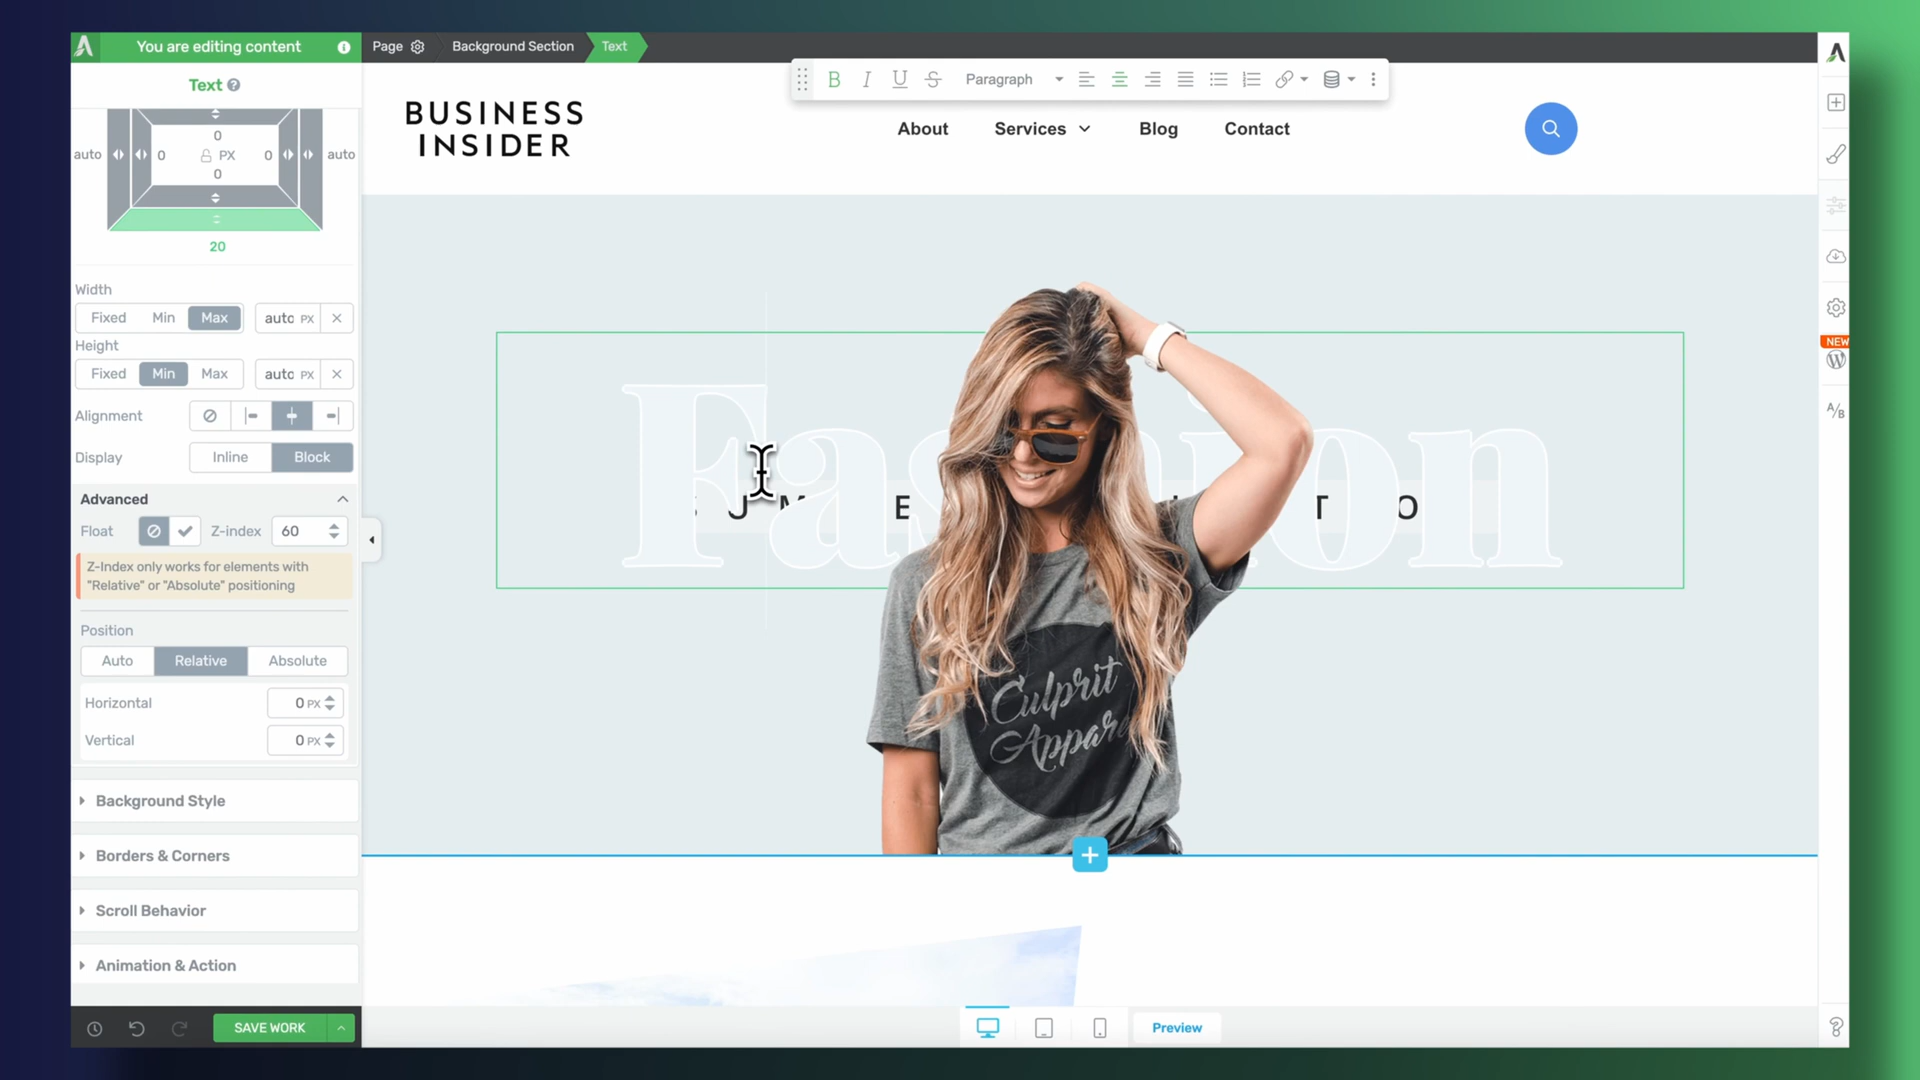 You are editing content
Page
Background Section
Text
Text
B I U S Paragraph
BUSINESS
INSIDER
About
Services
Blog
Contact
0
auto
0
PX
0
auto
0
20
Width
Fixed
Min
Max
auto PX
Height
Fixed
Min
Max
auto PX
Alignment
Display
Inline
Block
Advanced
Float
Z-index
60
Z-Index only works for elements with
"Relative" or "Absolute" positioning
Position
Auto
Relative
Absolute
Horizontal
0 PX
Vertical
0 PX
Background Style
Borders & Corners
Scroll Behavior
Animation & Action
SAVE WORK
Fashion
Culprit
Appare
NEW
A/B
Preview